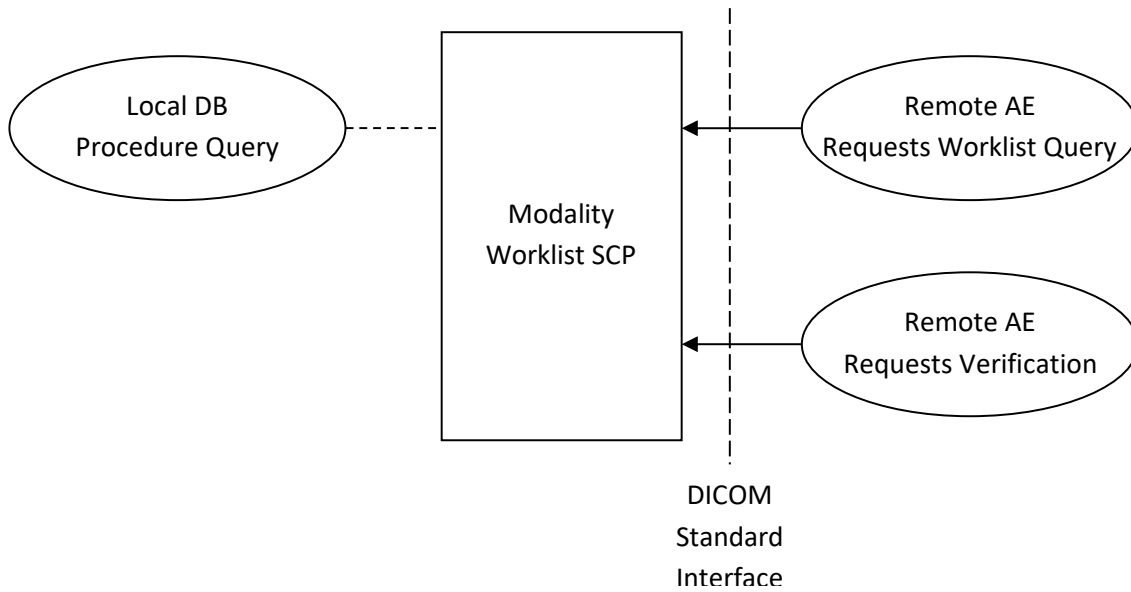 Local DB
Procedure Query
Modality
Worklist SCP
Remote AE
Requests Worklist Query
Remote AE
Requests Verification
DICOM
Standard
Interface